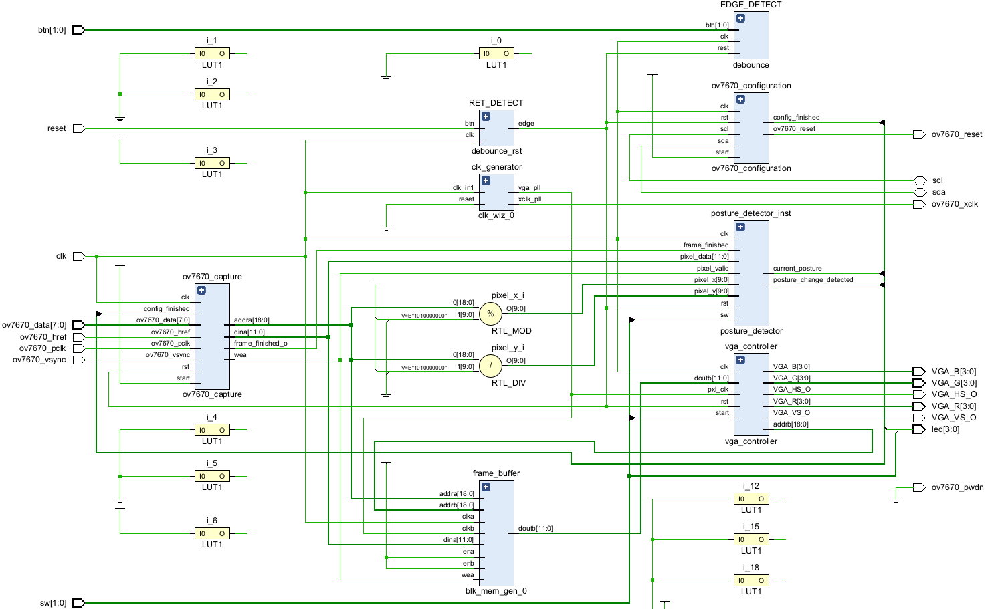 EDGE_DETECT
btn[1:0]
btn[1:0]
clk
rest
debounce
i_1
I0 O
LUT1
i_0
I0 O
LUT1
i_2
I0 O
LUT1
ov7670_configuration
clk
rst
scl
sda
start
config_finished
ov7670_reset
ov7670_configuration
ov7670_reset
RET_DETECT
reset
btn
clk
edge
debounce_rst
i_3
I0 O
LUT1
clk_generator
clk_in1
reset
vga_pll
xclk_pll
clk_wiz_0
scl
sda
ov7670_xclk
posture_detector_inst
clk
frame_finished
pixel_data[11:0]
pixel_valid
pixel_x[9:0]
pixel_y[9:0]
rst
sw
current_posture
posture_change_detected
posture_detector
clk
ov7670_capture
clk
config_finished
ov7670_data[7:0]
ov7670_href
ov7670_pclk
ov7670_vsync
rst
start
addra[18:0]
dina[11:0]
frame_finished_o
wea
ov7670_capture
ov7670_data[7:0]
ov7670_href
ov7670_pclk
ov7670_vsync
pixel_x_i
I0[18:0]
V=B"1010000000" I1[9:0]
%
O[9:0]
RTL_MOD
pixel_y_i
I0[18:0]
V=B"1010000000" I1[9:0]
/
O[9:0]
RTL_DIV
vga_controller
clk
doutb[11:0]
pxl_clk
rst
start
VGA_B[3:0]
VGA_G[3:0]
VGA_HS_O
VGA_R[3:0]
VGA_VS_O
addrb[18:0]
vga_controller
VGA_B[3:0]
VGA_G[3:0]
VGA_HS_O
VGA_R[3:0]
VGA_VS_O
led[3:0]
i_4
I0 O
LUT1
i_5
I0 O
LUT1
i_6
I0 O
LUT1
frame_buffer
addra[18:0]
addrb[18:0]
clka
clkb
dina[11:0]
ena
enb
wea
doutb[11:0]
blk_mem_gen_0
ov7670_pwdn
i_12
I0 O
LUT1
i_15
I0 O
LUT1
i_18
I0 O
LUT1
sw[1:0]